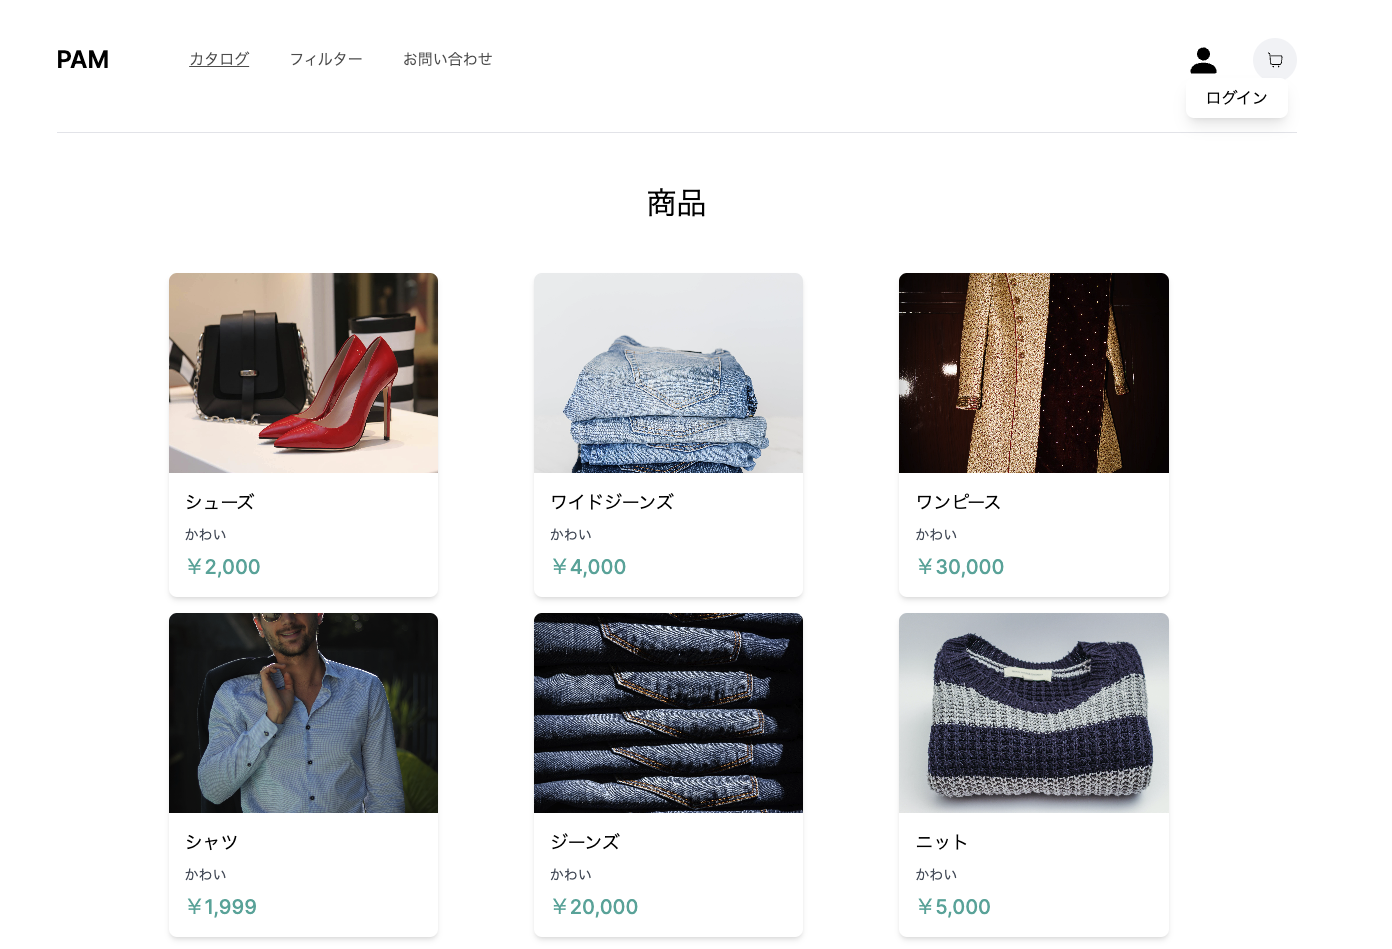 PAM
カタログ
フィルター
お問い合わせ
ログイン
商品
シューズ
かわい
￥2,000
ワイドジーンズ
かわい
￥4,000
ワンピース
かわい
￥30,000
シャツ
かわい
￥1,999
ジーンズ
かわい
￥20,000
ニット
かわい
￥5,000